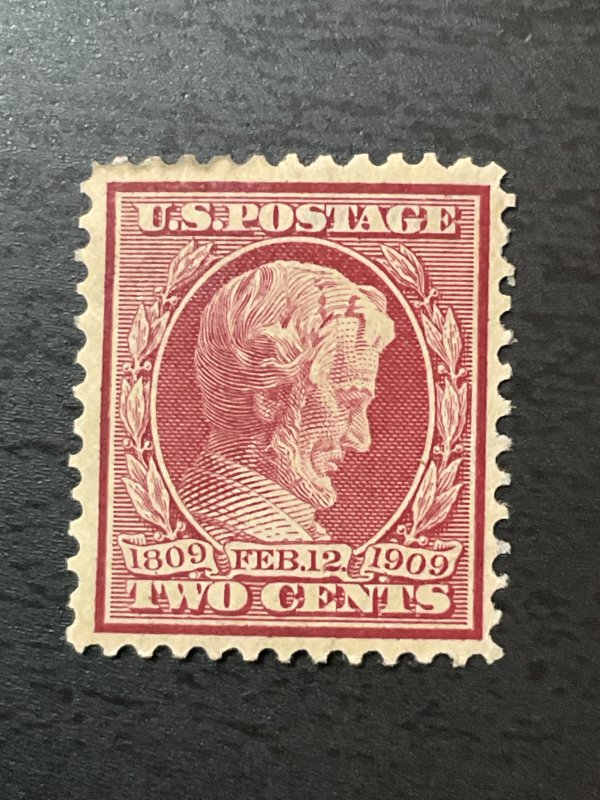 U.S.POSTAGE
1809 FEB.12. 1909
TWO CENTS